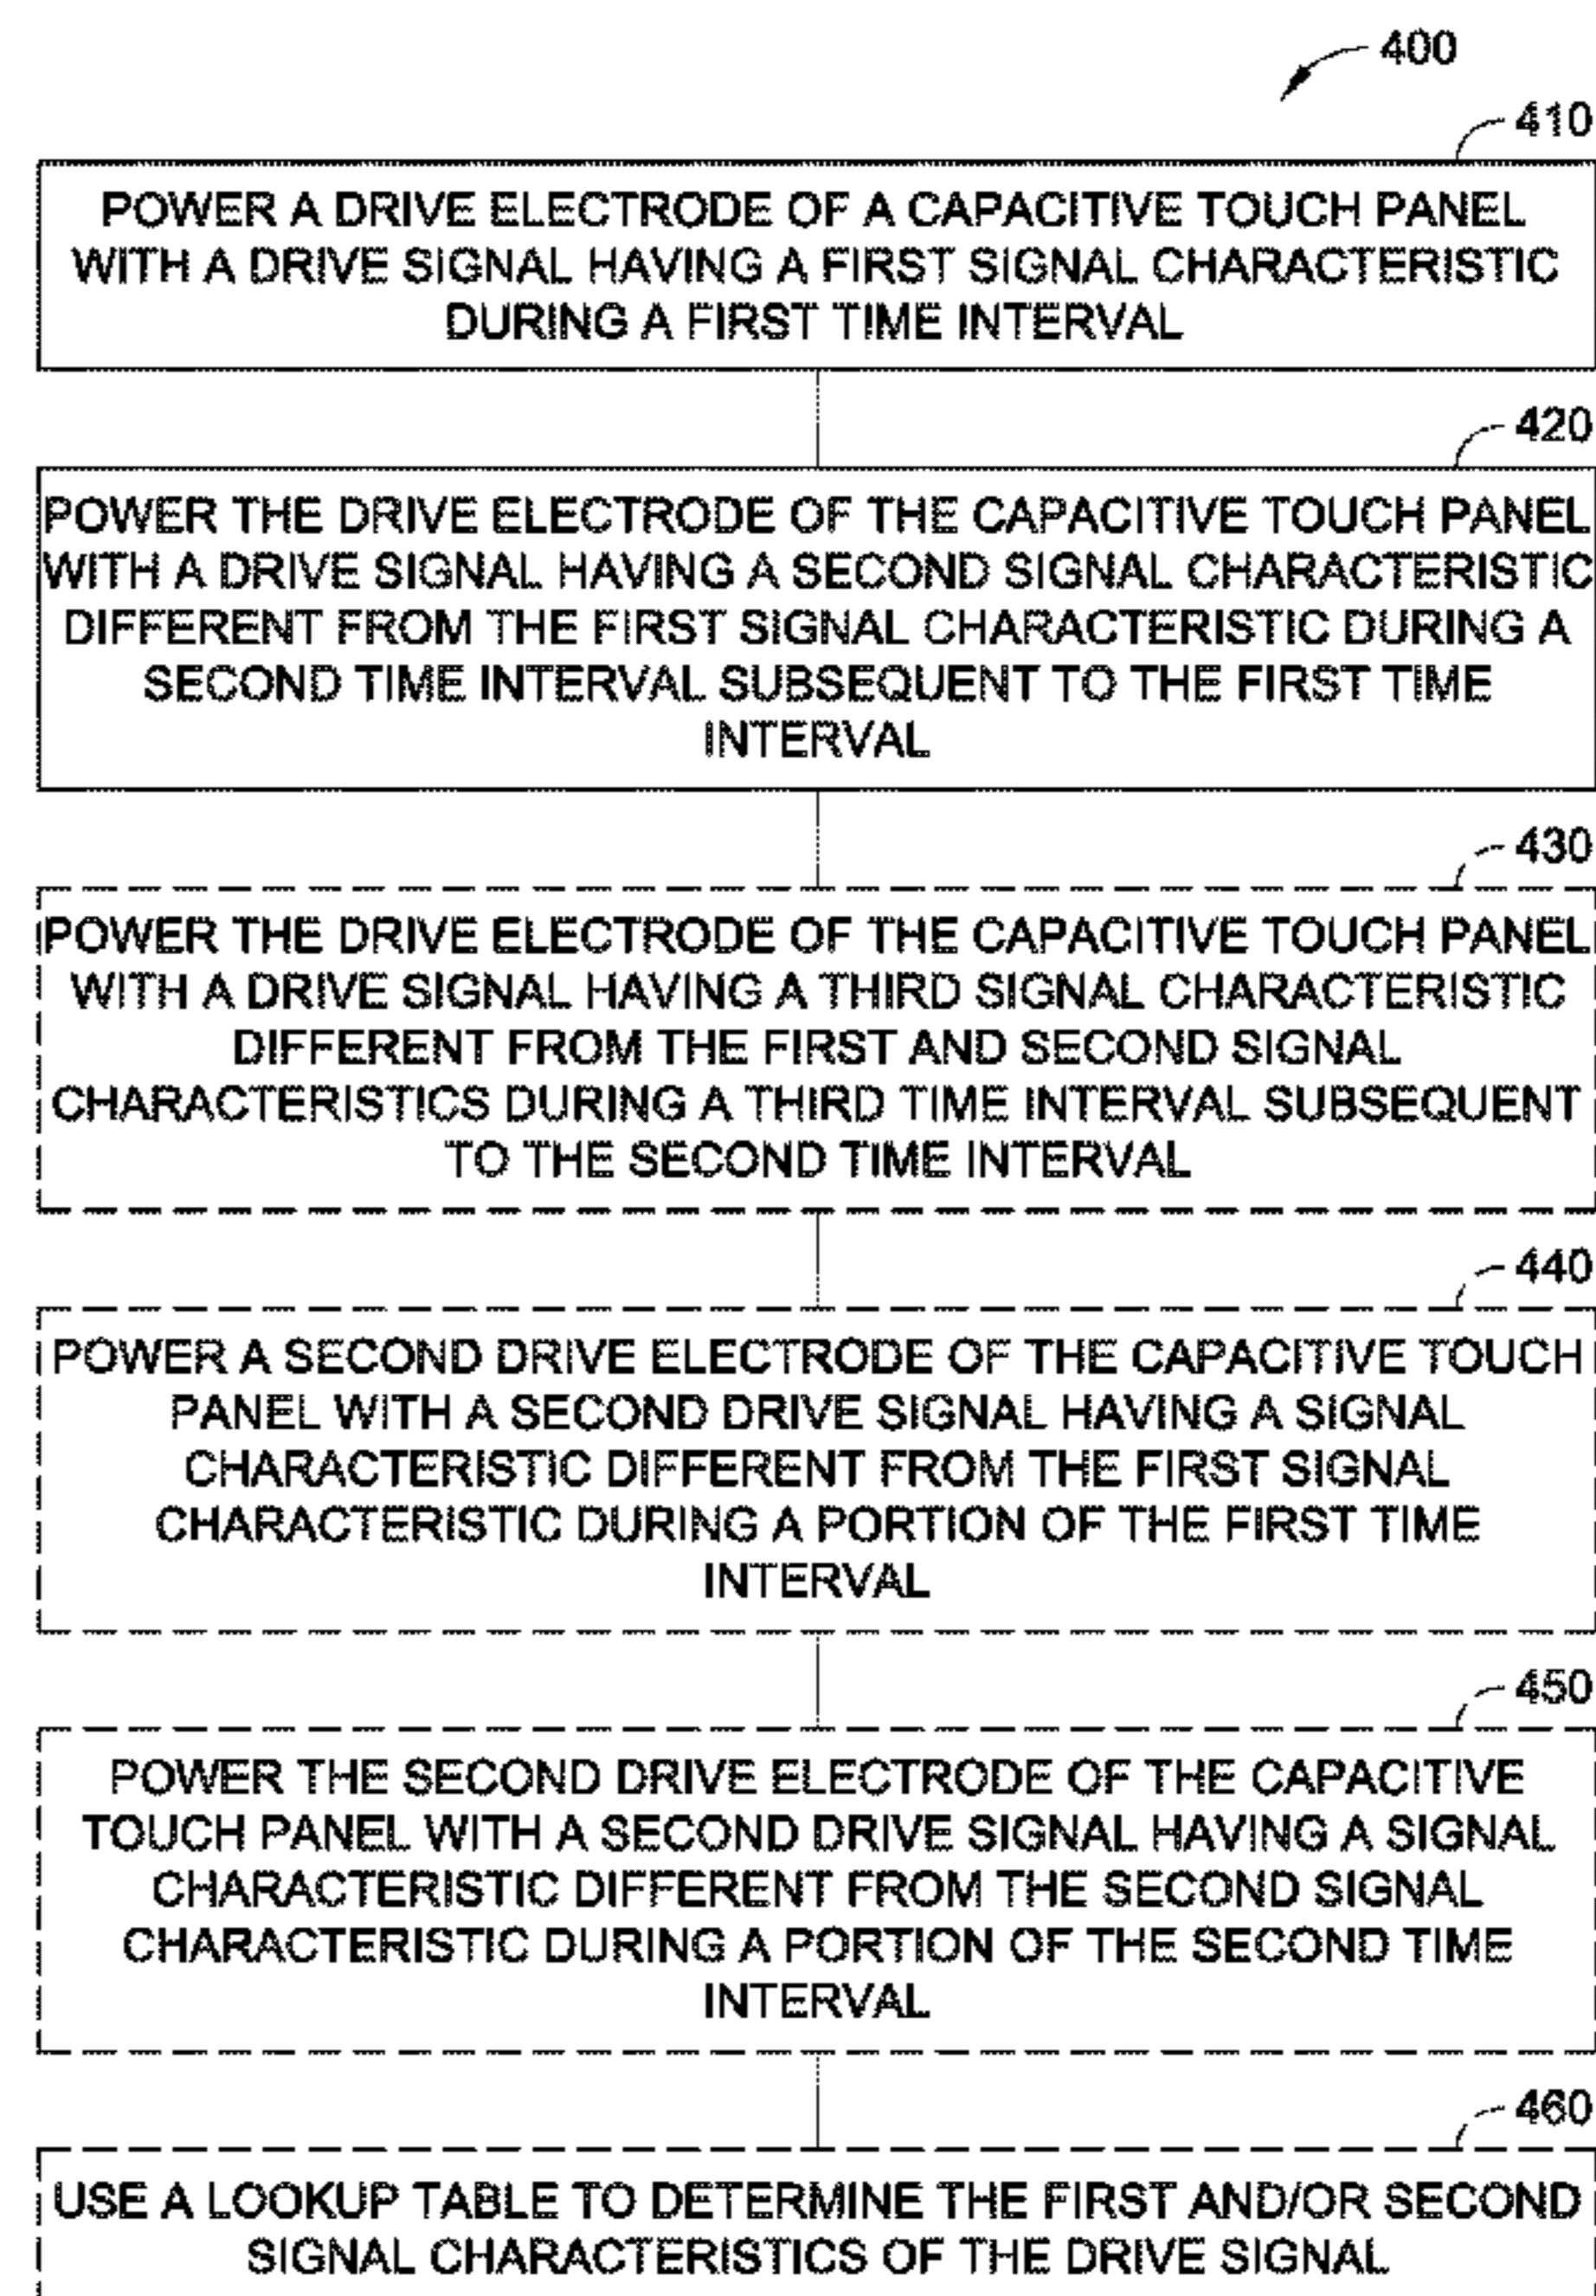 400
410
POWER A DRIVE ELECTRODE OF A CAPACITIVE TOUCH PANEL
WITH A DRIVE SIGNAL HAVING A FIRST SIGNAL CHARACTERISTIC
DURING A FIRST TIME INTERVAL
420
POWER THE DRIVE ELECTRODE OF THE CAPACITIVE TOUCH PANEL
WITH A DRIVE SIGNAL HAVING A SECOND SIGNAL CHARACTERISTIC
DIFFERENT FROM THE FIRST SIGNAL CHARACTERISTIC DURING A
SECOND TIME INTERVAL SUBSEQUENT TO THE FIRST TIME
INTERVAL
430
POWER THE DRIVE ELECTRODE OF THE CAPACITIVE TOUCH PANEL
WITH A DRIVE SIGNAL HAVING A THIRD SIGNAL CHARACTERISTIC
DIFFERENT FROM THE FIRST AND SECOND SIGNAL
CHARACTERISTICS DURING A THIRD TIME INTERVAL SUBSEQUENT
TO THE SECOND TIME INTERVAL
440
POWER A SECOND DRIVE ELECTRODE OF THE CAPACITIVE TOUCH
PANEL WITH A SECOND DRIVE SIGNAL HAVING A SIGNAL
CHARACTERISTIC DIFFERENT FROM THE FIRST SIGNAL
CHARACTERISTIC DURING A PORTION OF THE FIRST TIME
INTERVAL
450
POWER THE SECOND DRIVE ELECTRODE OF THE CAPACITIVE
TOUCH PANEL WITH A SECOND DRIVE SIGNAL HAVING A SIGNAL
CHARACTERISTIC DIFFERENT FROM THE SECOND SIGNAL
CHARACTERISTIC DURING A PORTION OF THE SECOND TIME
INTERVAL
460
USE A LOOKUP TABLE TO DETERMINE THE FIRST AND/OR SECOND
SIGNAL CHARACTERISTICS OF THE DRIVE SIGNAL